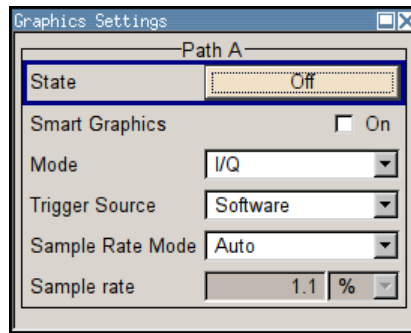 Graphics Settings
Path A
State Off
Smart Graphics On
Mode I/Q
Trigger Source Software
Sample Rate Mode Auto
Sample rate 1.1 %